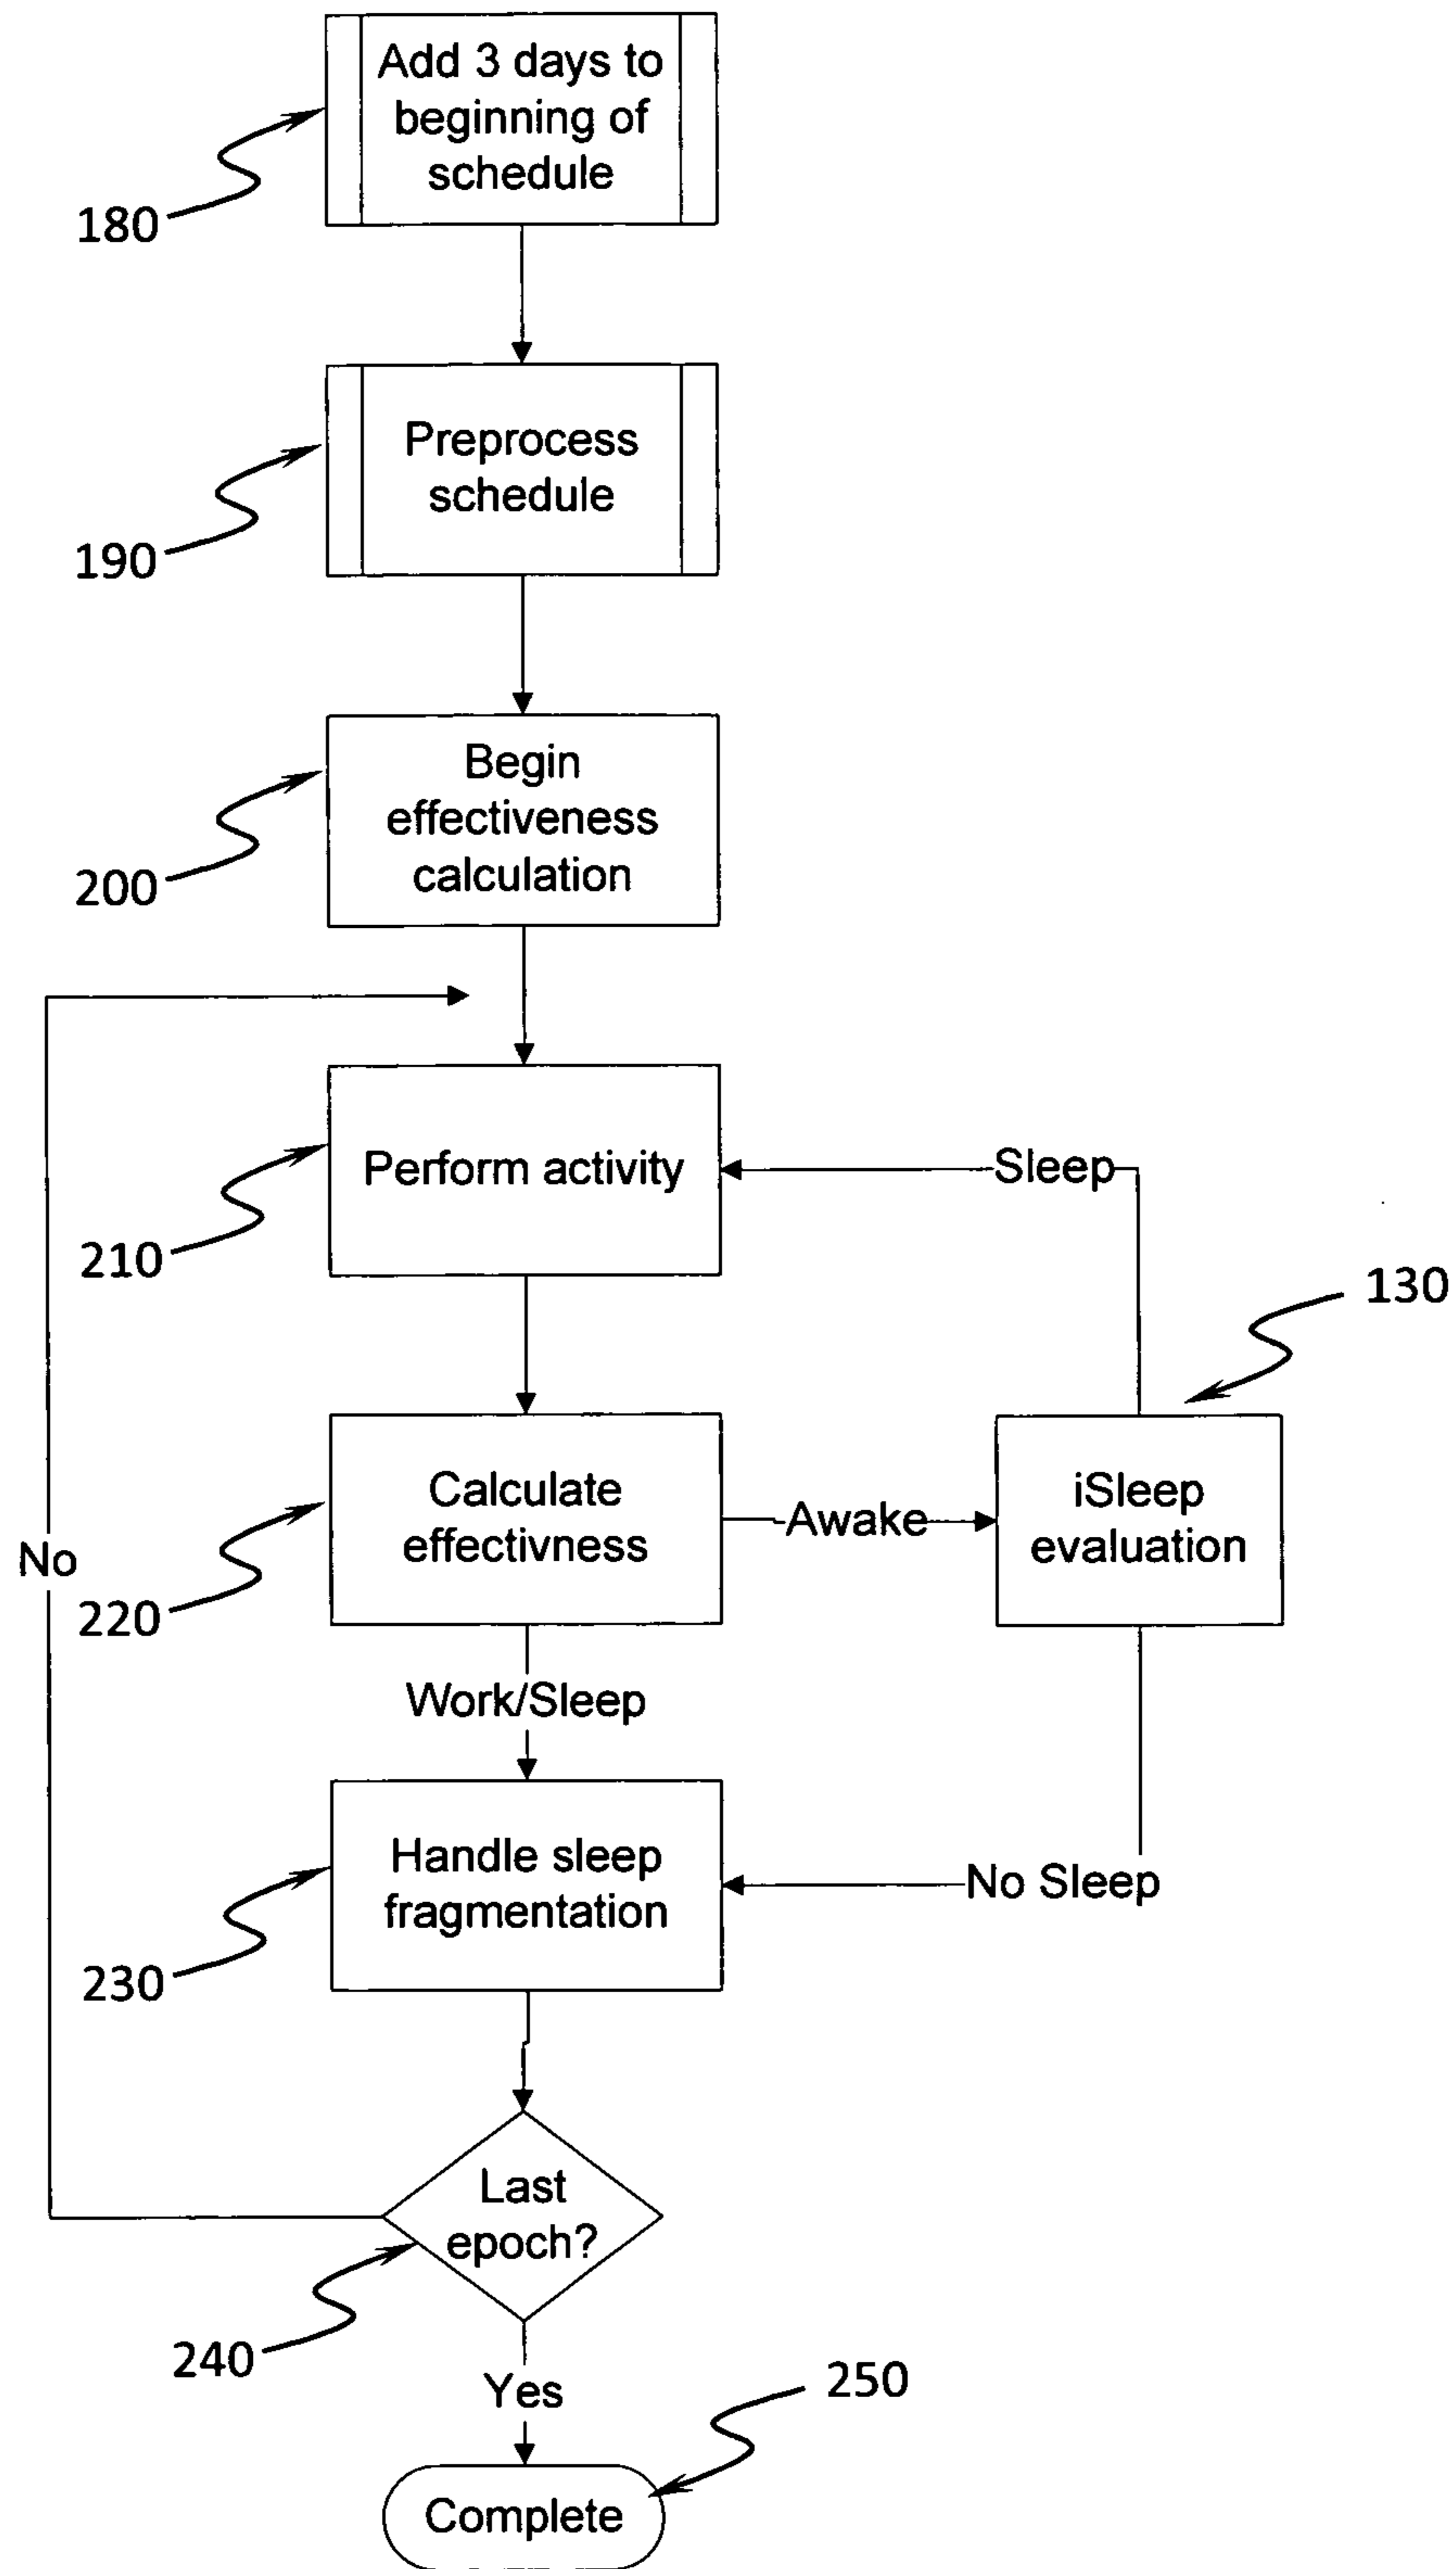 Add 3 days to
beginning of
schedule
180
Preprocess
schedule
190
Begin
effectiveness
calculation
200
Perform activity
Sleep
210
130
Calculate
effectivness
Awake
iSleep
evaluation
No
220
Work/Sleep
Handle sleep
fragmentation
No Sleep
230
Last
epoch?
240
Yes
250
Complete